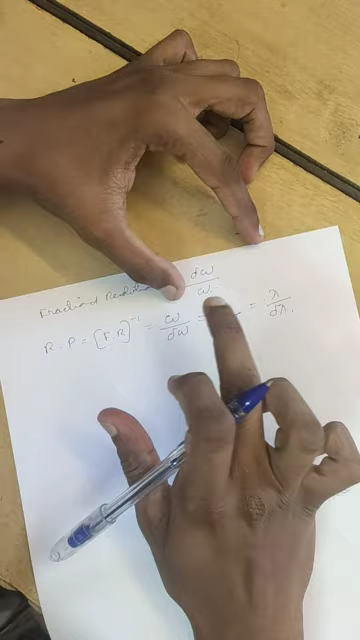 Fractional Resolution dω/ω
R.P = [F.R]⁻¹ = ω/dω = = λ/dλ.